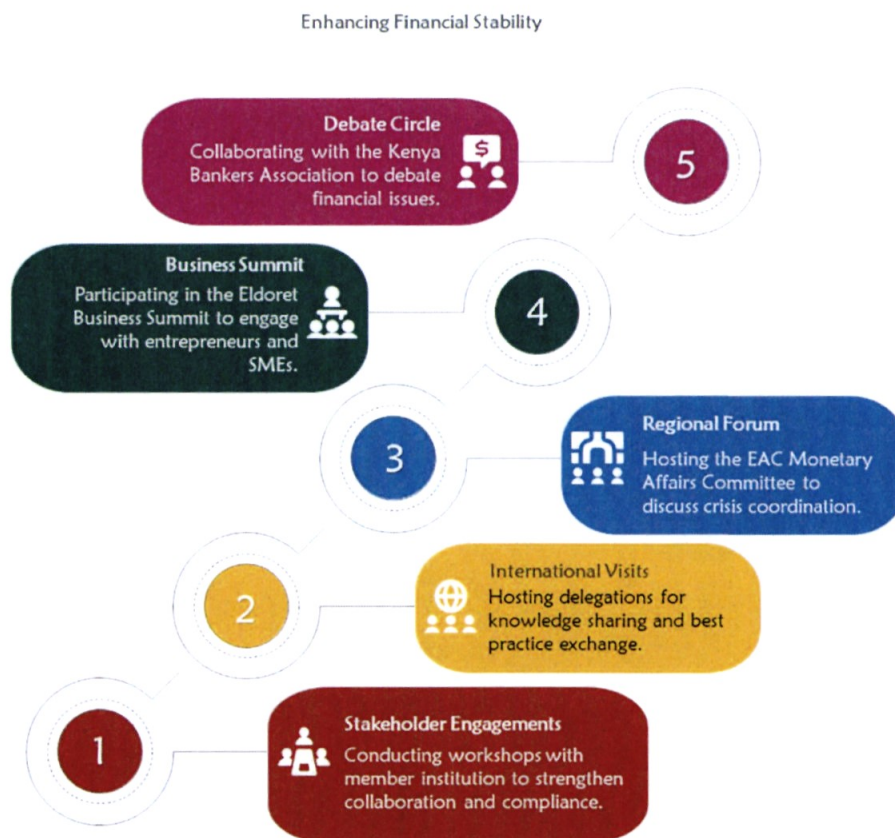 Enhancing Financial Stability
Debate Circle
Collaborating with the Kenya
Bankers Association to debate
financial issues.
$
5
Business Summit
Participating in the Eldoret
Business Summit to engage
with entrepreneurs and
SMEs.
4
3
Regional Forum
Hosting the EAC Monetary
Affairs Committee to
discuss crisis coordination.
2
International Visits
Hosting delegations for
knowledge sharing and best
practice exchange.
1
Stakeholder Engagements
Conducting workshops with
member institution to strengthen
collaboration and compliance.